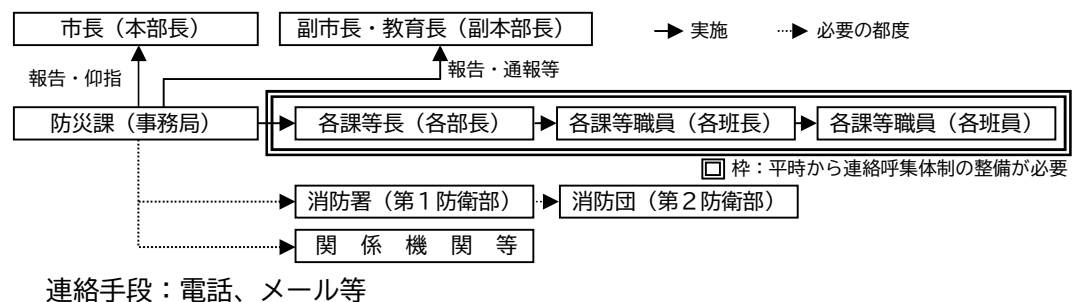 市長（本部長）
副市長・教育長（副本部長）
実施
必要の都度
報告・仰指
報告・通報等
防災課（事務局）
各課等長（各部長）
各課等職員（各班長）
各課等職員（各班員）
枠：平時から連絡呼集体制の整備が必要
消防署（第１防衛部）
消防団（第２防衛部）
関　係　機　関　等
連絡手段：電話、メール等